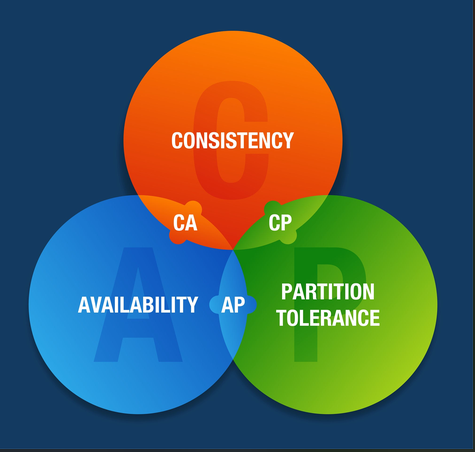 C
CONSISTENCY
CA
CP
A
AVAILABILITY
AP
P
PARTITION
TOLERANCE